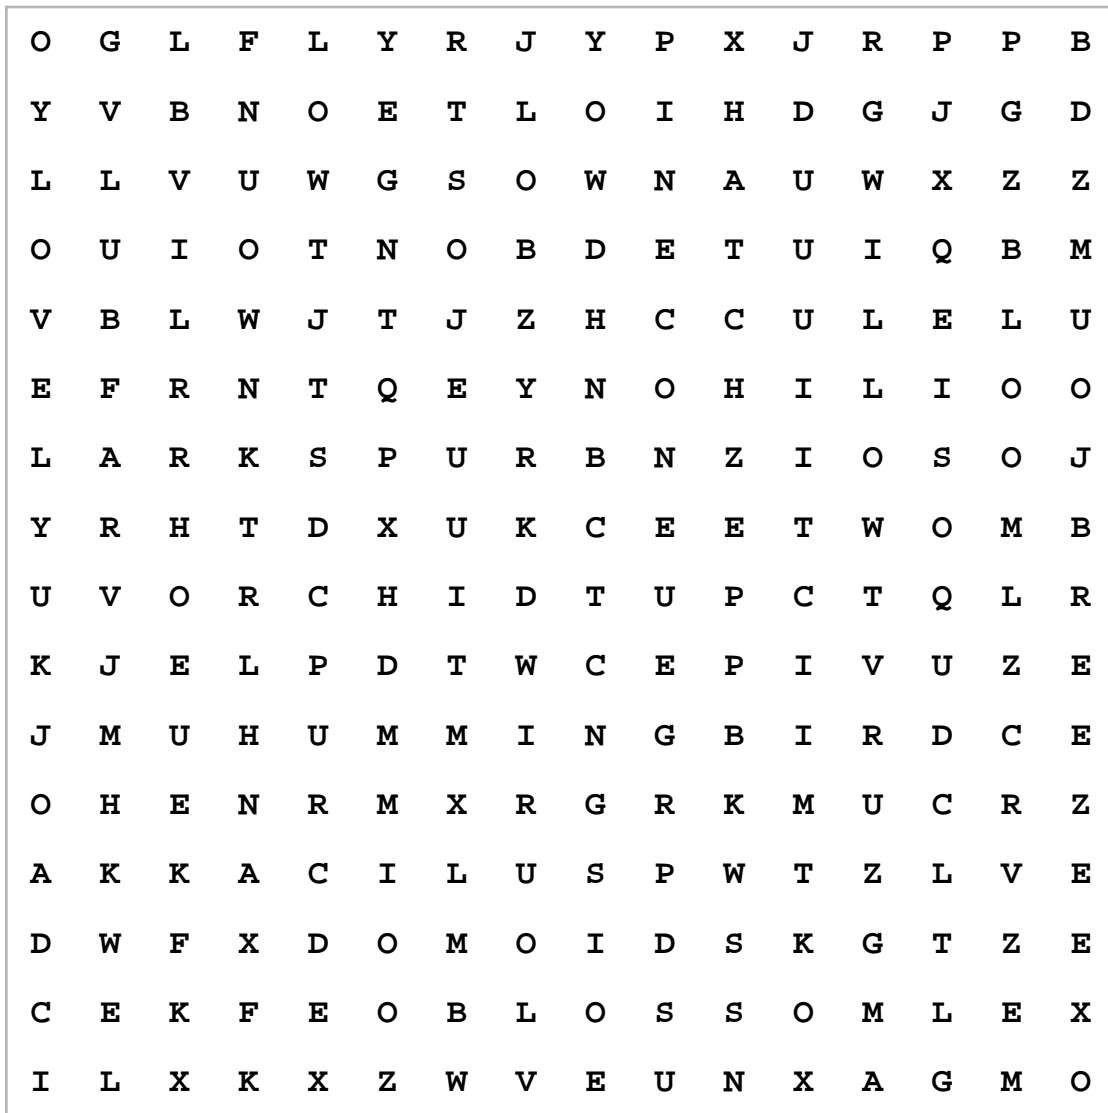 O G L F L Y R J Y P X J R P P B
Y V B N O E T L O I H D G J G D
L L V U W G S O W N A U W X Z Z
O U I O T N O B D E T U I Q B M
V B L W J T J Z H C C U L E L U
E F R N T Q E Y N O H I L I O O
L A R K S P U R B N Z I O S O J
Y R H T D X U K C E E T W O M B
U V O R C H I D T U P C T Q L R
K J E L P D T W C E P I V U Z E
J M U H U M M I N G B I R D C E
O H E N R M X R G R K M U C R Z
A K K A C I L U S P W T Z L V E
D W F X D O M O I D S K G T Z E
C E K F E O B L O S S O M L E X
I L X K X Z W V E U N X A G M O